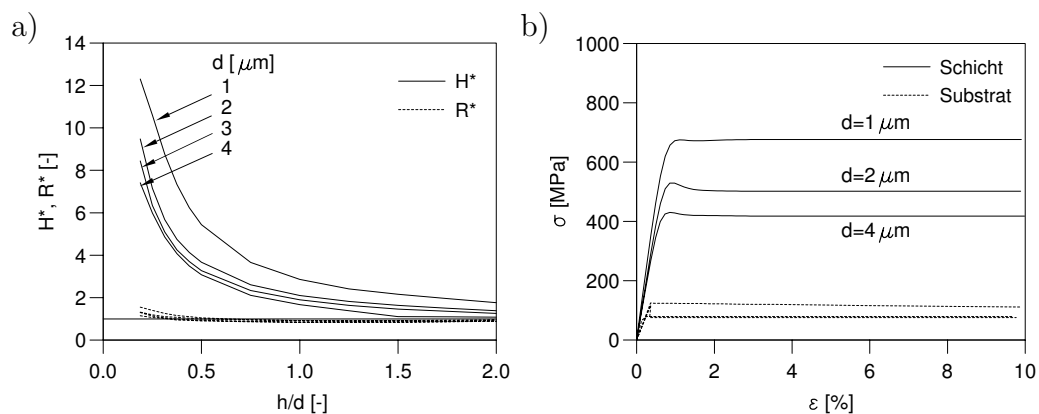 a)
H*, R* [-]
14
12
10
8
6
4
2
0
d [μm]
1
2
3
4
H*
R*
0.0 0.5 1.0 1.5 2.0
h/d [-]
b)
σ [MPa]
1000
800
600
400
200
0
Schicht
Substrat
d=1 μm
d=2 μm
d=4 μm
0 2 4 6 8 10
ε [%]